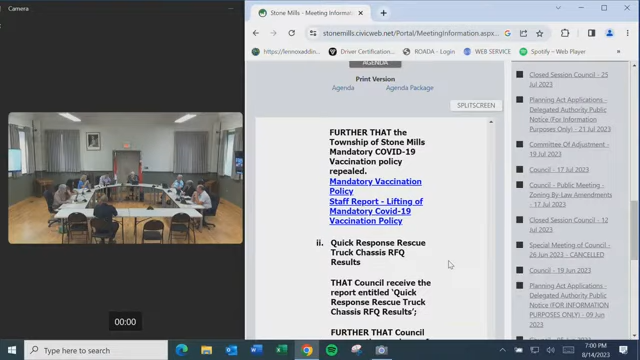 Camera
Stone Mills - Meeting Informati
stonemills.civicweb.net/Portal/MeetingInformation.aspx...
https://lennoxaddin...
Driver Certification...
ROADA - Login
WEB SERVICE
Spotify – Web Player
AGENDA
Print Version
Agenda
Agenda Package
SPLITSCREEN
FURTHER THAT the
Township of Stone Mills
Mandatory COVID-19
Vaccination policy
repealed.
Mandatory Vaccination
Policy
Staff Report - Lifting of
Mandatory Covid-19
Vaccination Policy
ii. Quick Response Rescue
Truck Chassis RFQ
Results
THAT Council receive the
report entitled 'Quick
Response Rescue Truck
Chassis RFQ Results';
FURTHER THAT Council
Closed Session Council - 25
Jul 2023
Planning Act Applications -
Delegated Authority Public
Notice (For Information
Purposes Only) - 21 Jul 2023
Committee Of Adjustment -
19 Jul 2023
Council - 17 Jul 2023
Council - Public Meeting -
Zoning By-Law Amendments -
17 Jul 2023
Closed Session Council - 12
Jul 2023
Special Meeting of Council -
26 Jun 2023 - CANCELLED
Council - 19 Jun 2023
Planning Act Applications -
Delegated Authority Public
Notice (FOR INFORMATION
PURPOSES ONLY) - 09 Jun
2023
00:00
Type here to search
7:00 PM
8/14/2023